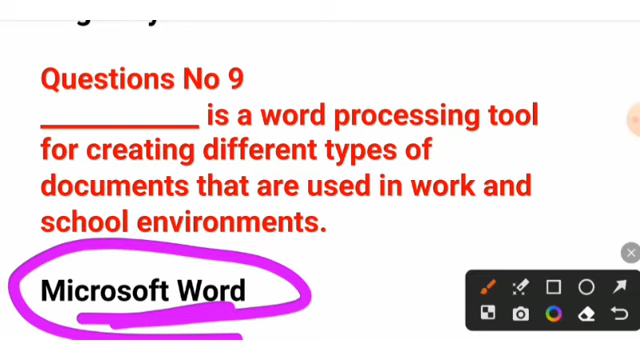 Questions No 9
__________ is a word processing tool
for creating different types of
documents that are used in work and
school environments.
Microsoft Word